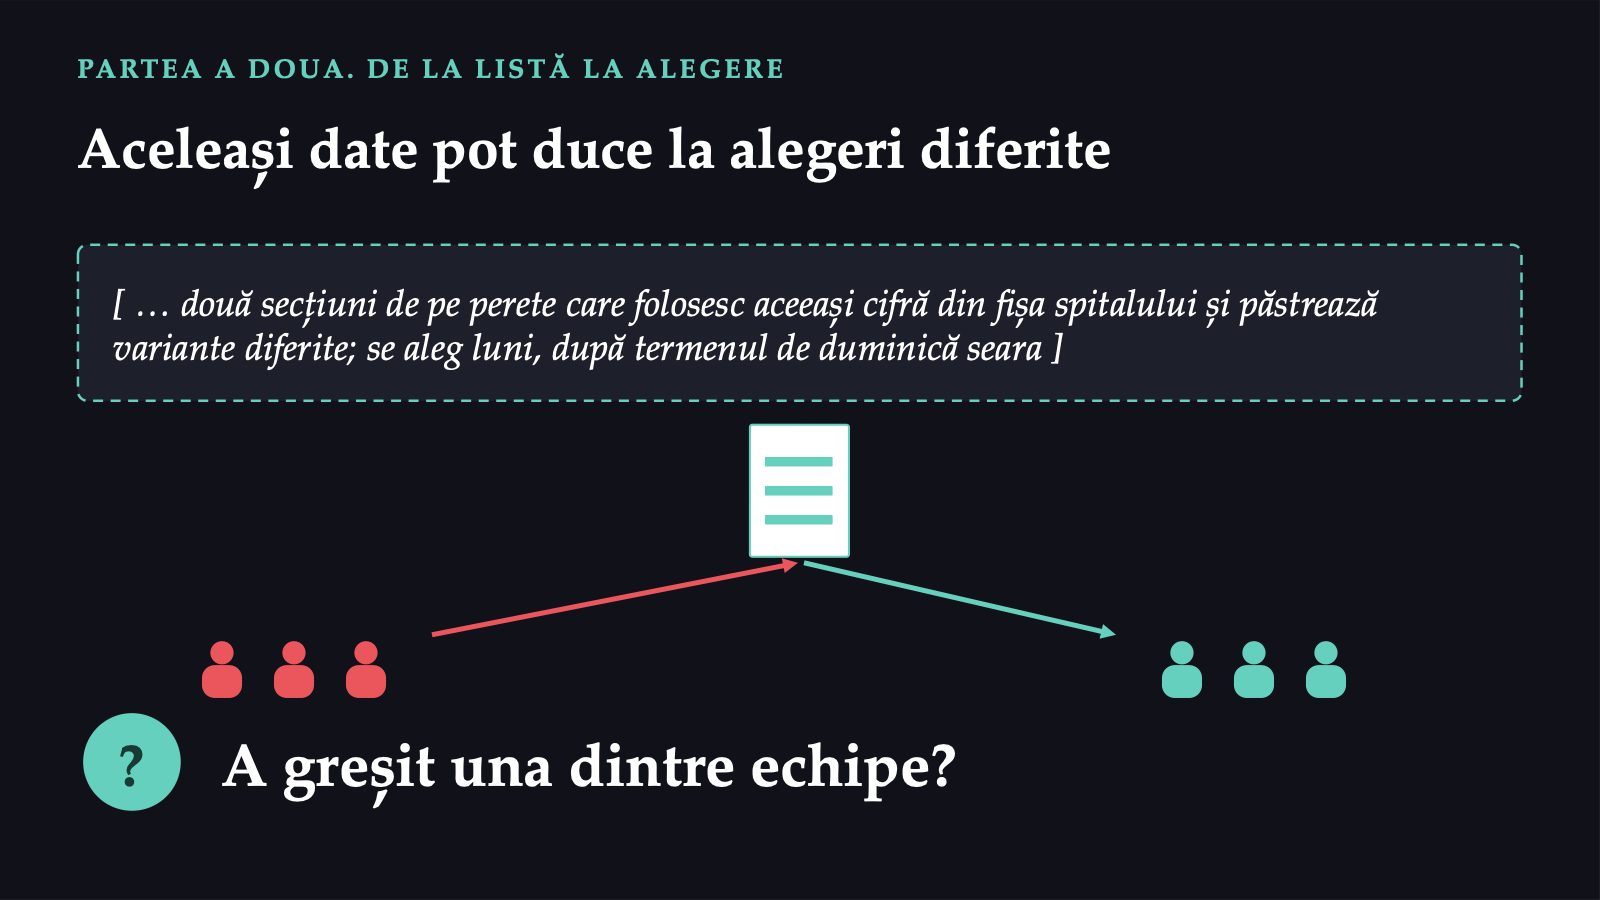 PARTEA A DOUA. DE LA LISTĂ LA ALEGERE
Aceleași date pot duce la alegeri diferite
[ … două secțiuni de pe perete care folosesc aceeași cifră din fișa spitalului și păstrează
variante diferite; se aleg luni, după termenul de duminică seara ]
? A greșit una dintre echipe?